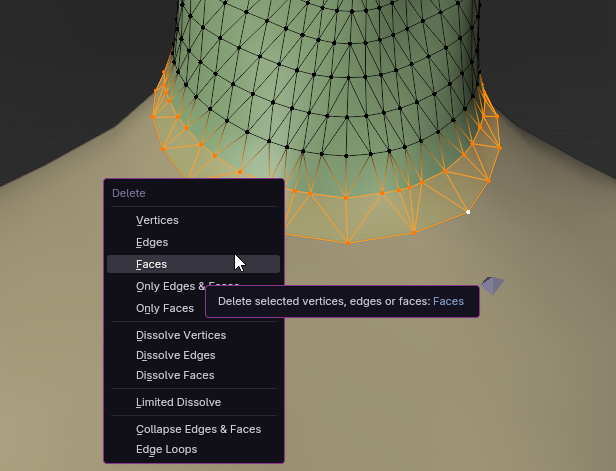 Delete
Vertices
Edges
Faces
Only Edges & Faces
Only Faces
Delete selected vertices, edges or faces: Faces
Dissolve Vertices
Dissolve Edges
Dissolve Faces
Limited Dissolve
Collapse Edges & Faces
Edge Loops